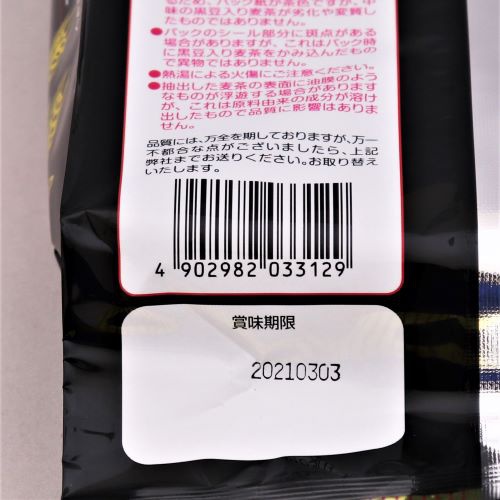 るため、パック紙が茶色ですが、中
味の黒豆入り麦茶が劣化や変質し
たものではありません。
●パックのシール部分に斑点がある
場合がありますが、これはパック時
に黒豆入り麦茶をかみ込んだもの
で異物ではありません。
●熱湯による火傷にご注意ください。
●抽出した麦茶の表面に油膜のよう
なものが浮遊する場合があります
が、これは原料由来の成分が溶け
出したもので品質に影響はありま
せん。
品質には、万全を期しておりますが、万一
不都合な点がございましたら、上記
弊社までお送りください。お取り替え
いたします。
4 902982 033129
賞味期限
20210303